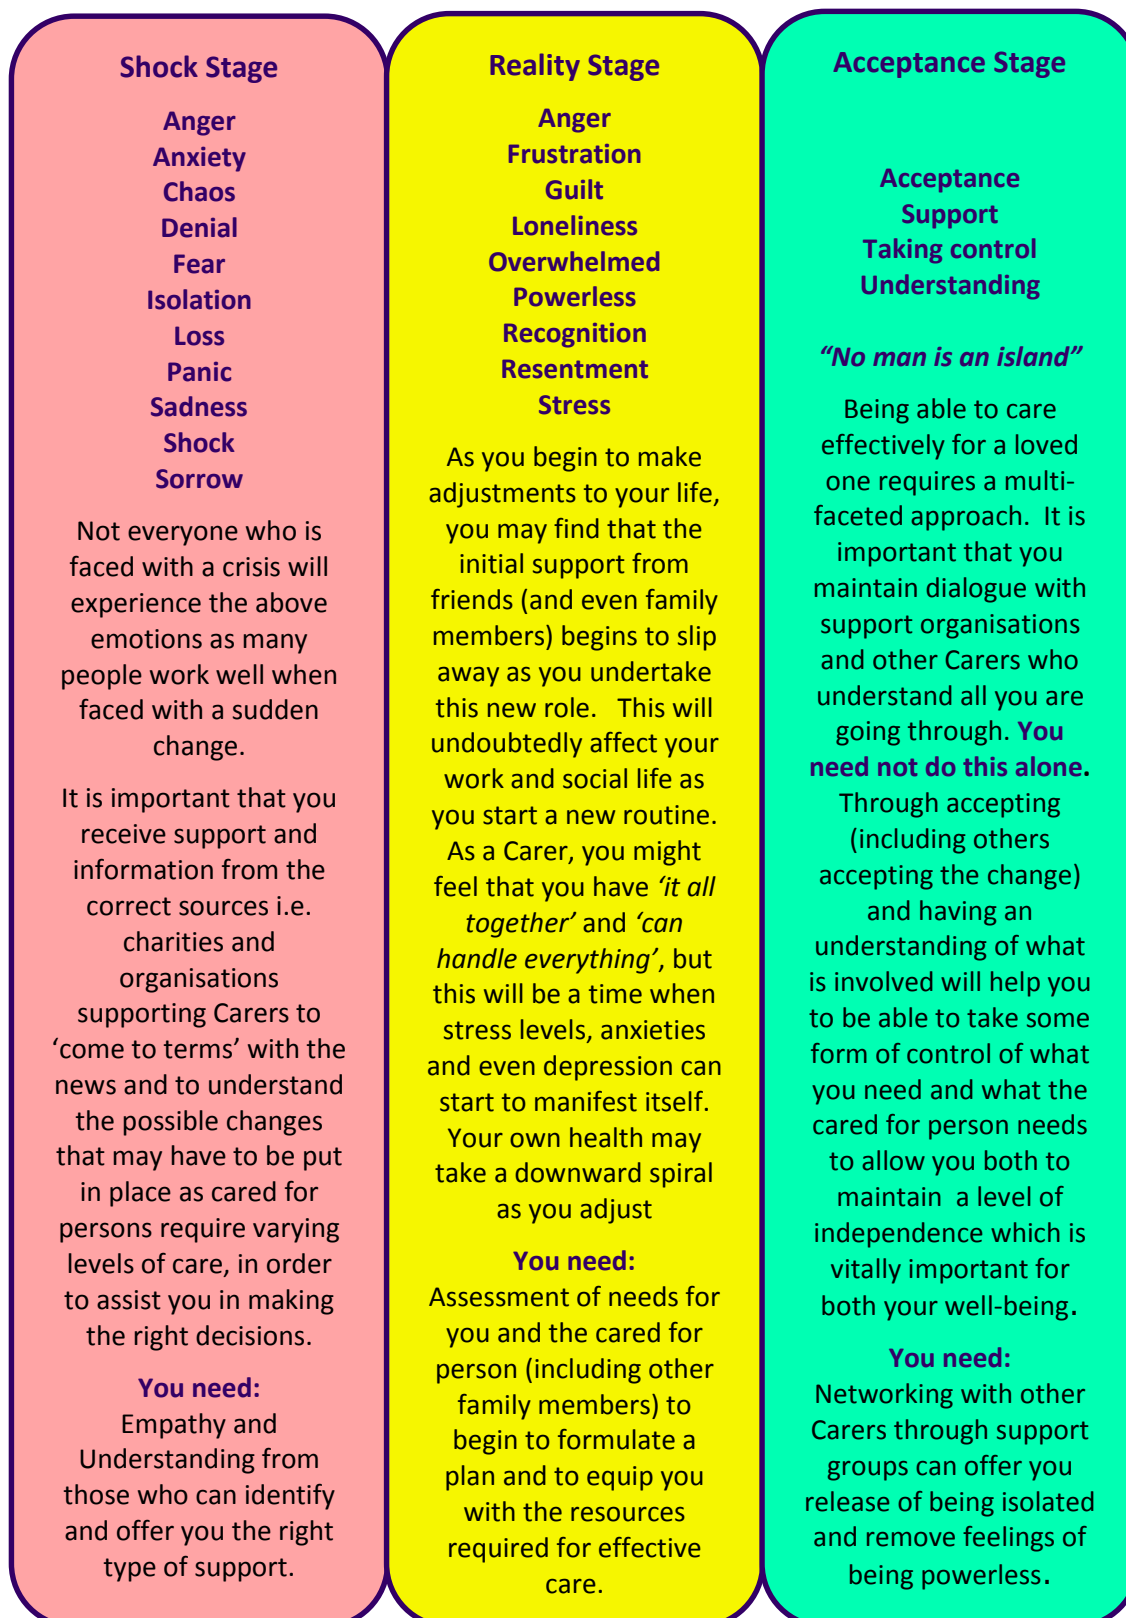 Shock Stage
Anger
Anxiety
Chaos
Denial
Fear
Isolation
Loss
Panic
Sadness
Shock
Sorrow
Not everyone who is
faced with a crisis will
experience the above
emotions as many
people work well when
faced with a sudden
change.
It is important that you
receive support and
information from the
correct sources i.e.
charities and
organisations
supporting Carers to
‘come to terms’ with the
news and to understand
the possible changes
that may have to be put
in place as cared for
persons require varying
levels of care, in order
to assist you in making
the right decisions.
You need:
Empathy and
Understanding from
those who can identify
and offer you the right
type of support.
Reality Stage
Anger
Frustration
Guilt
Loneliness
Overwhelmed
Powerless
Recognition
Resentment
Stress
As you begin to make
adjustments to your life,
you may find that the
initial support from
friends (and even family
members) begins to slip
away as you undertake
this new role.   This will
undoubtedly affect your
work and social life as
you start a new routine.
As a Carer, you might
feel that you have ‘it all
together’ and ‘can
handle everything’, but
this will be a time when
stress levels, anxieties
and even depression can
start to manifest itself.
Your own health may
take a downward spiral
as you adjust
You need:
Assessment of needs for
you and the cared for
person (including other
family members) to
begin to formulate a
plan and to equip you
with the resources
required for effective
care.
Acceptance Stage
Acceptance
Support
Taking control
Understanding
“No man is an island”
Being able to care
effectively for a loved
one requires a multi-
faceted approach.  It is
important that you
maintain dialogue with
support organisations
and other Carers who
understand all you are
going through. You
need not do this alone.
Through accepting
(including others
accepting the change)
and having an
understanding of what
is involved will help you
to be able to take some
form of control of what
you need and what the
cared for person needs
to allow you both to
maintain  a level of
independence which is
vitally important for
both your well-being.
You need:
Networking with other
Carers through support
groups can offer you
release of being isolated
and remove feelings of
being powerless.